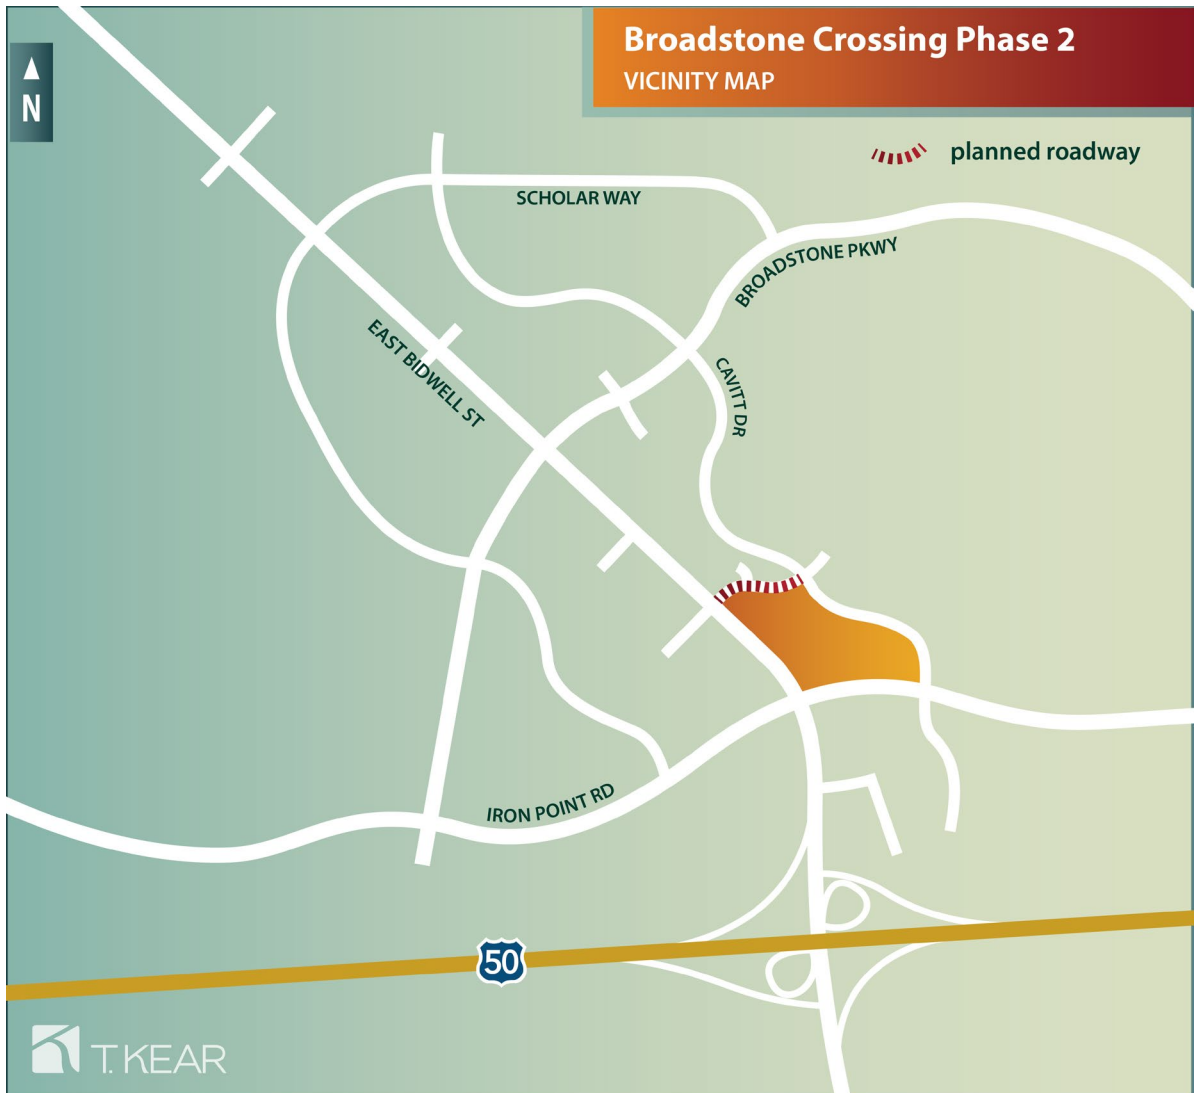 Broadstone Crossing Phase 2
VICINITY MAP
N
planned roadway
SCHOLAR WAY
BROADSTONE PKWY
EAST BIDWELL ST
CAVITT DR
IRON POINT RD
50
T. KEAR